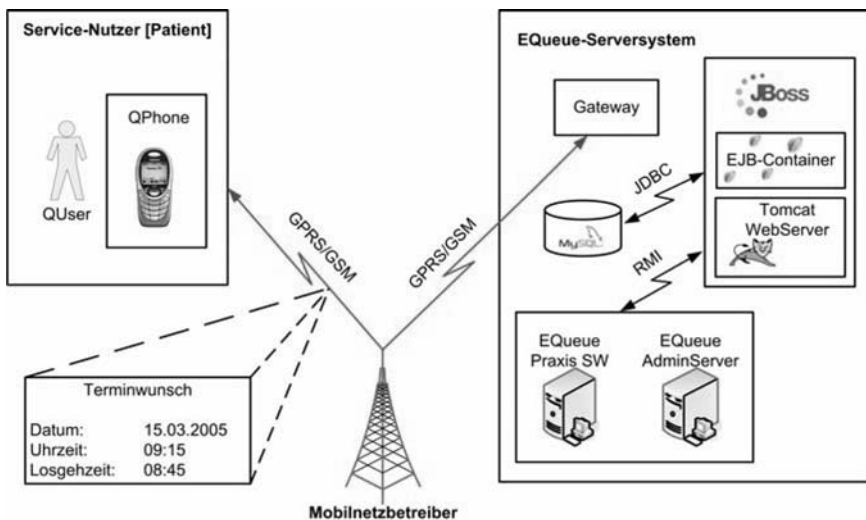 Service-Nutzer [Patient]
QPhone
QUser
GPRS/GSM
Terminwunsch
Datum: 15.03.2005
Uhrzeit: 09:15
Losgehzeit: 08:45
Mobilnetzbetreiber
GPRS/GSM
EQueue-Serversystem
Gateway
JBoss
EJB-Container
Tomcat
WebServer
JDBC
MySQL
RMI
EQueue
Praxis SW
EQueue
AdminServer